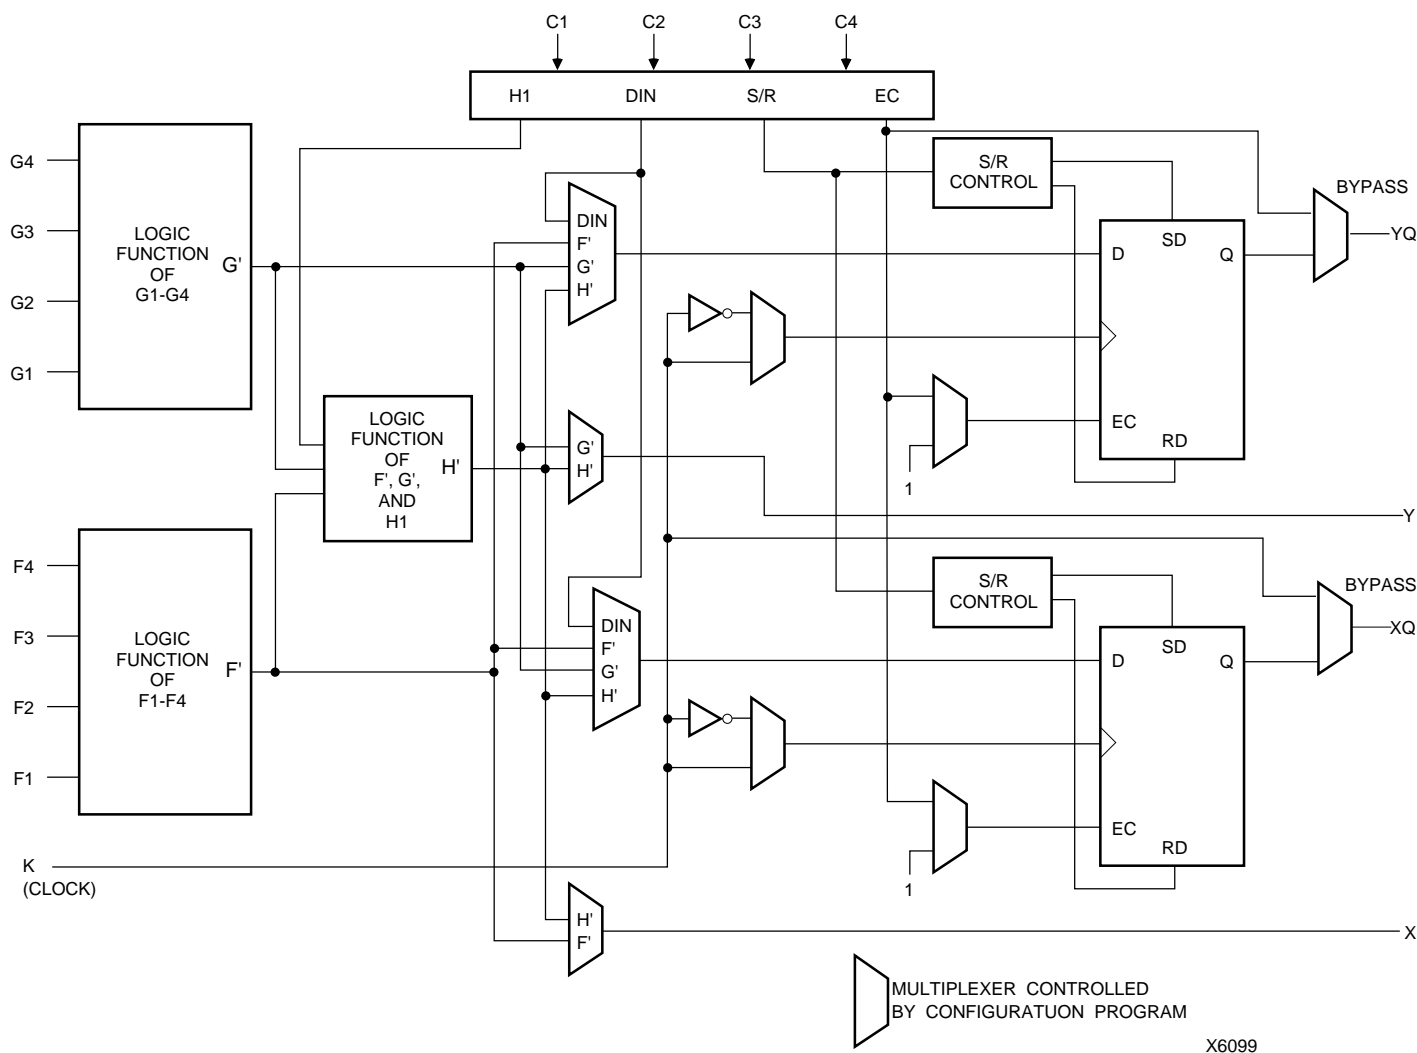 C1 C2 C3 C4
H1 DIN S/R EC
G4
G3
G2
G1
LOGIC
FUNCTION
OF
G1-G4
G'
DIN
F'
G'
H'
S/R
CONTROL
BYPASS
YQ
SD
D
Q
EC
RD
1
LOGIC
FUNCTION
OF
F', G',
AND
H1
H'
G'
H'
Y
F4
F3
F2
F1
LOGIC
FUNCTION
OF
F1-F4
F'
DIN
F'
G'
H'
S/R
CONTROL
BYPASS
XQ
SD
D
Q
EC
RD
1
K
(CLOCK)
H'
F'
X
MULTIPLEXER CONTROLLED
BY CONFIGURATUON PROGRAM
X6099